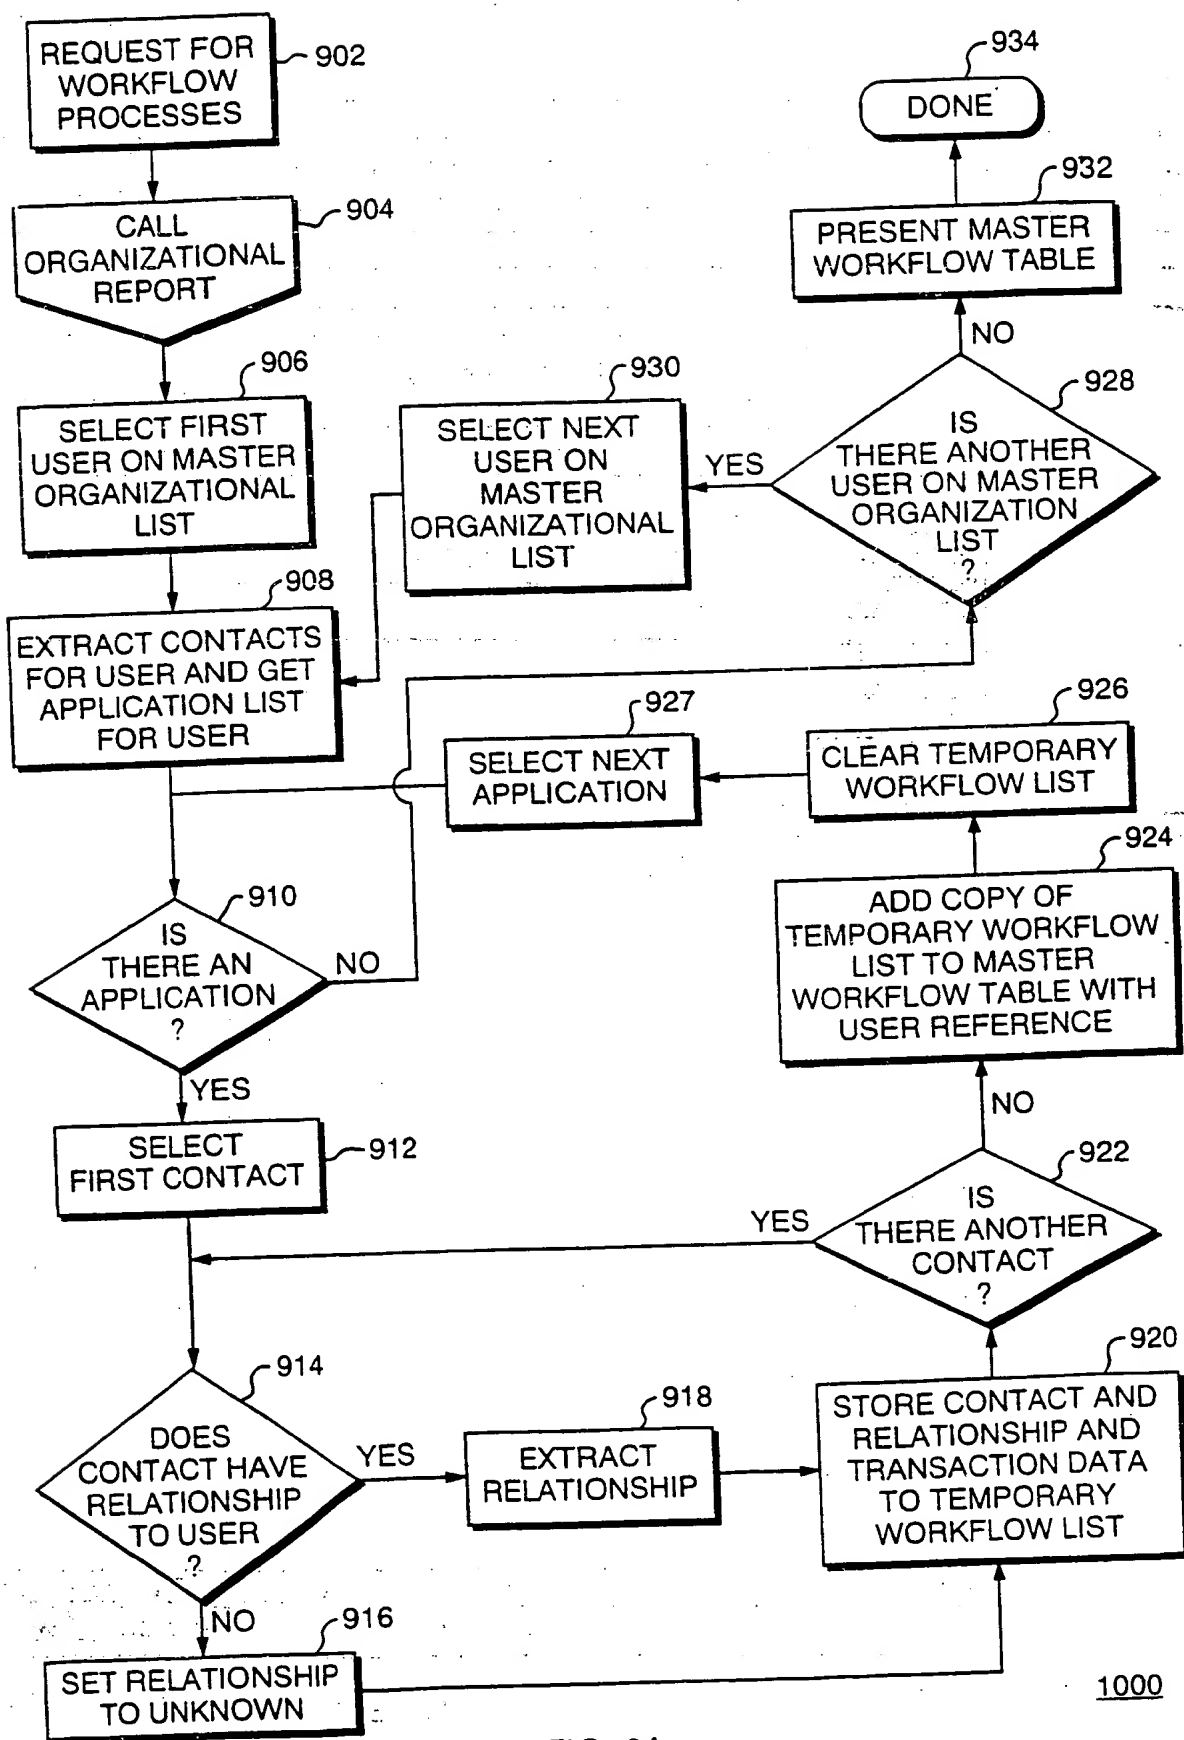 REQUEST FOR
WORKFLOW
PROCESSES
902
CALL
ORGANIZATIONAL
REPORT
904
SELECT FIRST
USER ON MASTER
ORGANIZATIONAL
LIST
906
EXTRACT CONTACTS
FOR USER AND GET
APPLICATION LIST
FOR USER
908
IS
THERE AN
APPLICATION
?
910
NO
YES
SELECT
FIRST CONTACT
912
DOES
CONTACT HAVE
RELATIONSHIP
TO USER
?
914
YES
NO
SET RELATIONSHIP
TO UNKNOWN
916
EXTRACT
RELATIONSHIP
918
STORE CONTACT AND
RELATIONSHIP AND
TRANSACTION DATA
TO TEMPORARY
WORKFLOW LIST
920
IS
THERE ANOTHER
CONTACT
?
922
YES
NO
ADD COPY OF
TEMPORARY WORKFLOW
LIST TO MASTER
WORKFLOW TABLE WITH
USER REFERENCE
924
CLEAR TEMPORARY
WORKFLOW LIST
926
SELECT NEXT
APPLICATION
927
IS
THERE ANOTHER
USER ON MASTER
ORGANIZATION
LIST
?
928
YES
NO
SELECT NEXT
USER ON
MASTER
ORGANIZATIONAL
LIST
930
PRESENT MASTER
WORKFLOW TABLE
932
DONE
934
1000